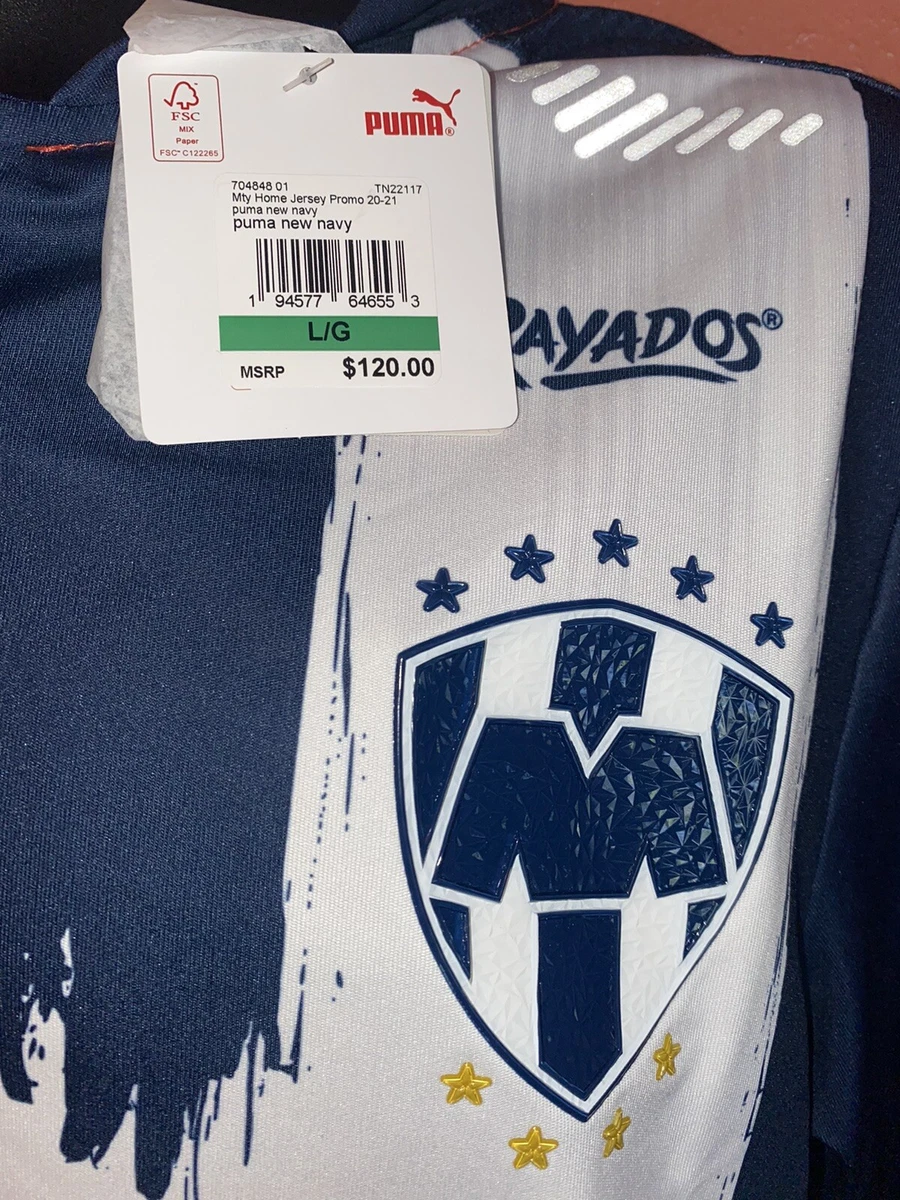 FSC
MIX
Paper
FSC™ C122265
PUMA®
704848 01 TN22117
Mty Home Jersey Promo 20-21
puma new navy
puma new navy
1 94577 64655 3
L/G
MSRP $120.00
RAYADOS®
M